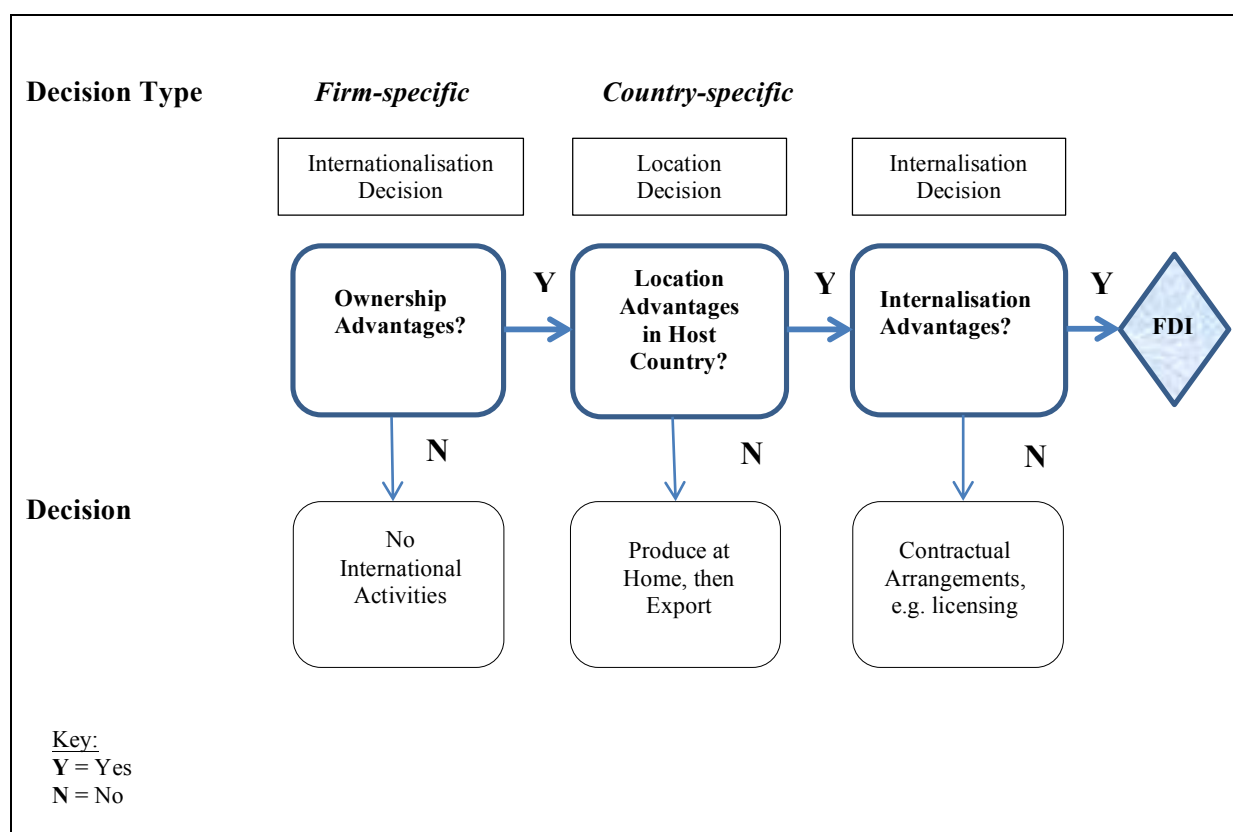 Decision Type
Firm-specific
Country-specific
Internationalisation
Decision
Location
Decision
Internalisation
Decision
Ownership
Advantages?
Y
Location
Advantages
in Host
Country?
Y
Internalisation
Advantages?
Y
FDI
N
N
N
Decision
No
International
Activities
Produce at
Home, then
Export
Contractual
Arrangements,
e.g. licensing
Key:
Y = Yes
N = No